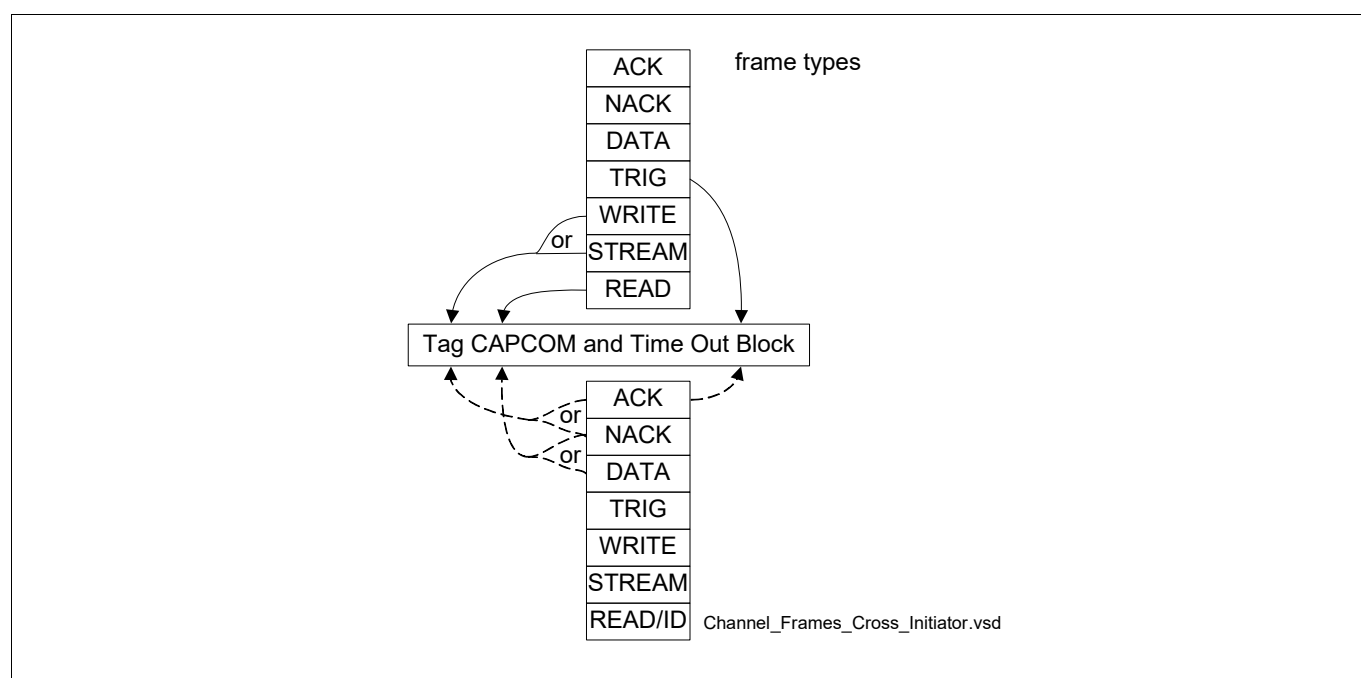 ACK
frame types
NACK
DATA
TRIG
WRITE
or
STREAM
READ
Tag CAPCOM and Time Out Block
ACK
or
NACK
or
DATA
TRIG
WRITE
STREAM
READ/ID
Channel_Frames_Cross_Initiator.vsd